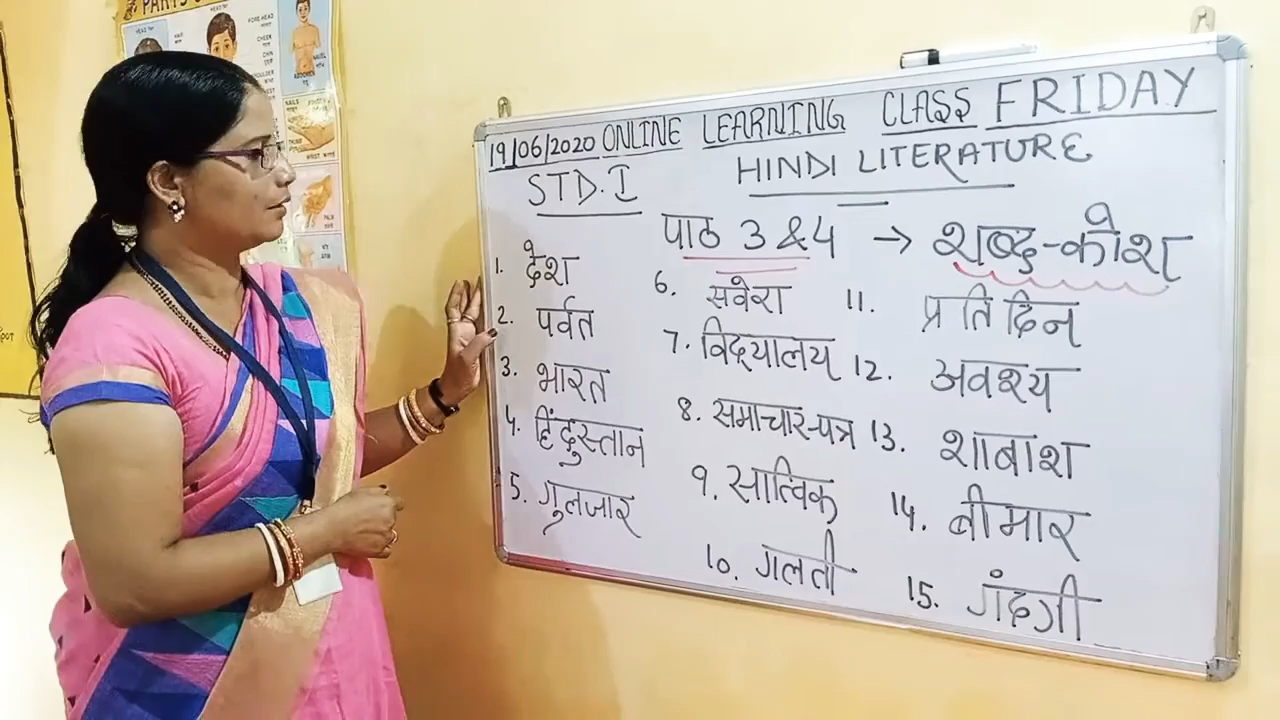 PARTS
19/06/2020 ONLINE LEARNING CLASS FRIDAY
STD. I HINDI LITERATURE
पाठ 3 & 4 → शब्द-कोश
1. देश
2. पर्वत
3. भारत
4. हिंदुस्तान
5. गुलजार
6. सवेरा
7. विद्यालय
8. समाचार-पत्र
9. सात्विक
10. गलती
11. प्रतिदिन
12. अवश्य
13. शाबाश
14. बीमार
15. गंदगी